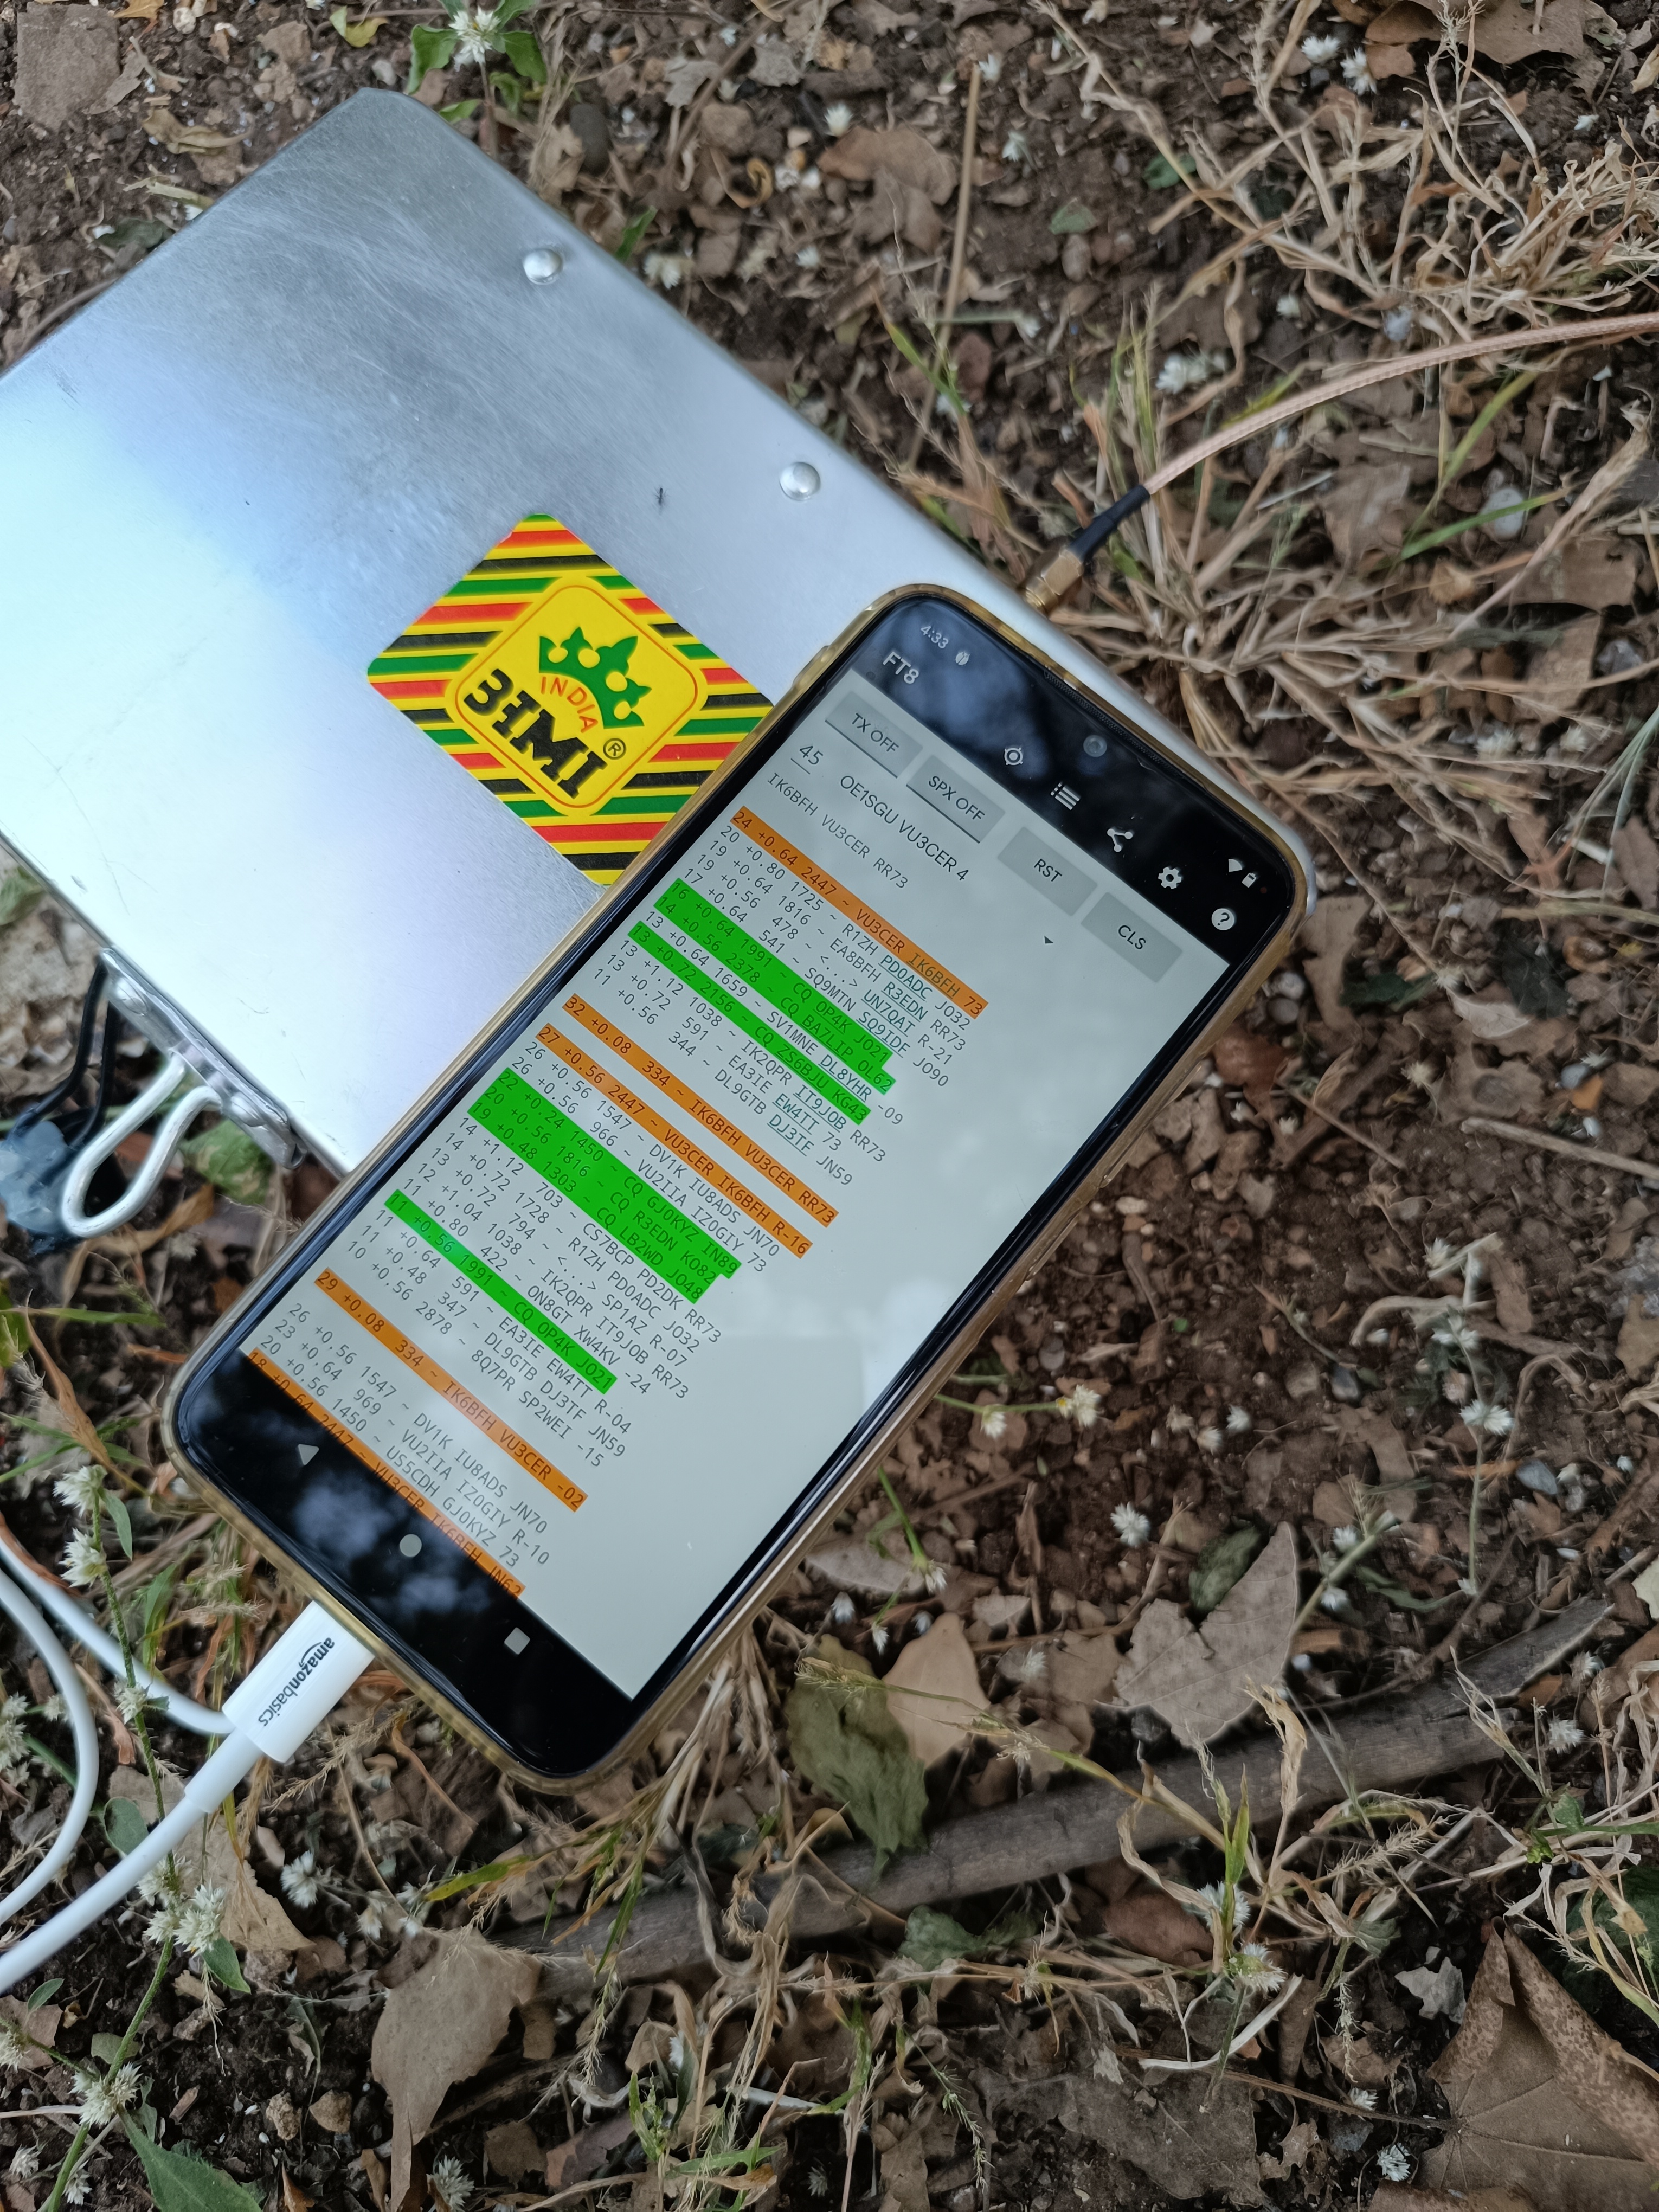 INDIA
3HMI
®
4:33
FT8
TX OFF SPX OFF RST CLS
45 OE1SGU VU3CER 4
IK6BFH VU3CER RR73
24 +0.64 2447 ~ VU3CER IK6BFH 73
20 +0.80 1725 ~ R1ZH PD0ADC JO32
19 +0.64 1816 ~ EA8BFH R3EDN RR73
19 +0.56 478 ~ <...> UN7QAT R-21
17 +0.64 541 ~ SQ9MTN SQ9IDE JO90
16 +0.64 1991 ~ CQ OP4K JO21
14 +0.56 2378 ~ CQ BA7LIP OL62
13 +0.64 1659 ~ SV1MNE DL8YHR -09
13 +0.72 2156 ~ CQ ZS6BJU KG43
13 +1.12 1038 ~ IK2QPR IT9JOB RR73
13 +0.72 591 ~ EA3IE EW4TT 73
11 +0.56 344 ~ DL9GTB DJ3TF JN59
32 +0.08 334 ~ IK6BFH VU3CER RR73
27 +0.56 2447 ~ VU3CER IK6BFH R-16
26 +0.56 1547 ~ DV1K IU8ADS JN70
26 +0.56 966 ~ VU2IIA IZ0GIY 73
22 +0.24 1450 ~ CQ GJ0KYZ IN89
20 +0.56 1816 ~ CQ R3EDN KO82
19 +0.48 1303 ~ CQ LB2WD JO48
14 +1.12 703 ~ CS7BCP PD2DK RR73
14 +0.72 1728 ~ R1ZH PD0ADC JO32
13 +0.72 794 ~ <...> SP1AZ R-07
12 +1.04 1038 ~ IK2QPR IT9JOB RR73
11 +0.80 422 ~ ON8GT XW4KV -24
11 +0.56 1991 ~ CQ OP4K JO21
11 +0.64 591 ~ EA3IE EW4TT R-04
11 +0.48 347 ~ DL9GTB DJ3TF JN59
10 +0.56 2878 ~ 8Q7PR SP2WEI -15
29 +0.08 334 ~ IK6BFH VU3CER -02
26 +0.56 1547 ~ DV1K IU8ADS JN70
23 +0.64 969 ~ VU2IIA IZ0GIY R-10
20 +0.56 1450 ~ US5CDH GJ0KYZ 73
18 +0.64 2447 ~ VU3CER IK6BFH JN62
amazonbasics